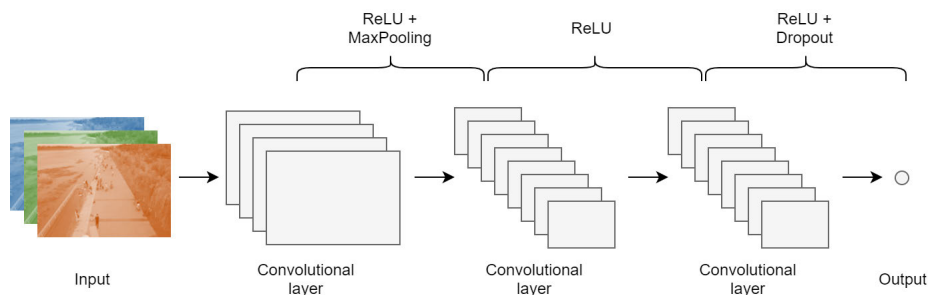 ReLU +
MaxPooling
ReLU
ReLU +
Dropout
Input
Convolutional
layer
Convolutional
layer
Convolutional
layer
Output